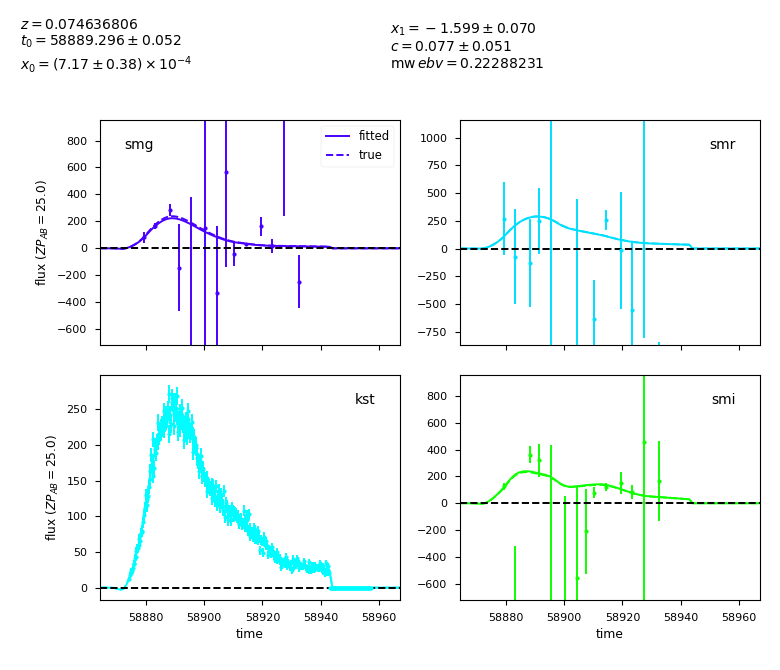 z = 0.074636806
t₀ = 58889.296 ± 0.052
x₀ = (7.17 ± 0.38) × 10⁻⁴
x₁ = −1.599 ± 0.070
c = 0.077 ± 0.051
mw ebv = 0.22288231
smg
fitted
true
800
600
400
200
0
−200
−400
−600
flux (ZP_AB = 25.0)
smr
1000
750
500
250
0
−250
−500
−750
kst
250
200
150
100
50
0
flux (ZP_AB = 25.0)
58880 58900 58920 58940 58960
time
smi
800
600
400
200
0
−200
−400
−600
58880 58900 58920 58940 58960
time